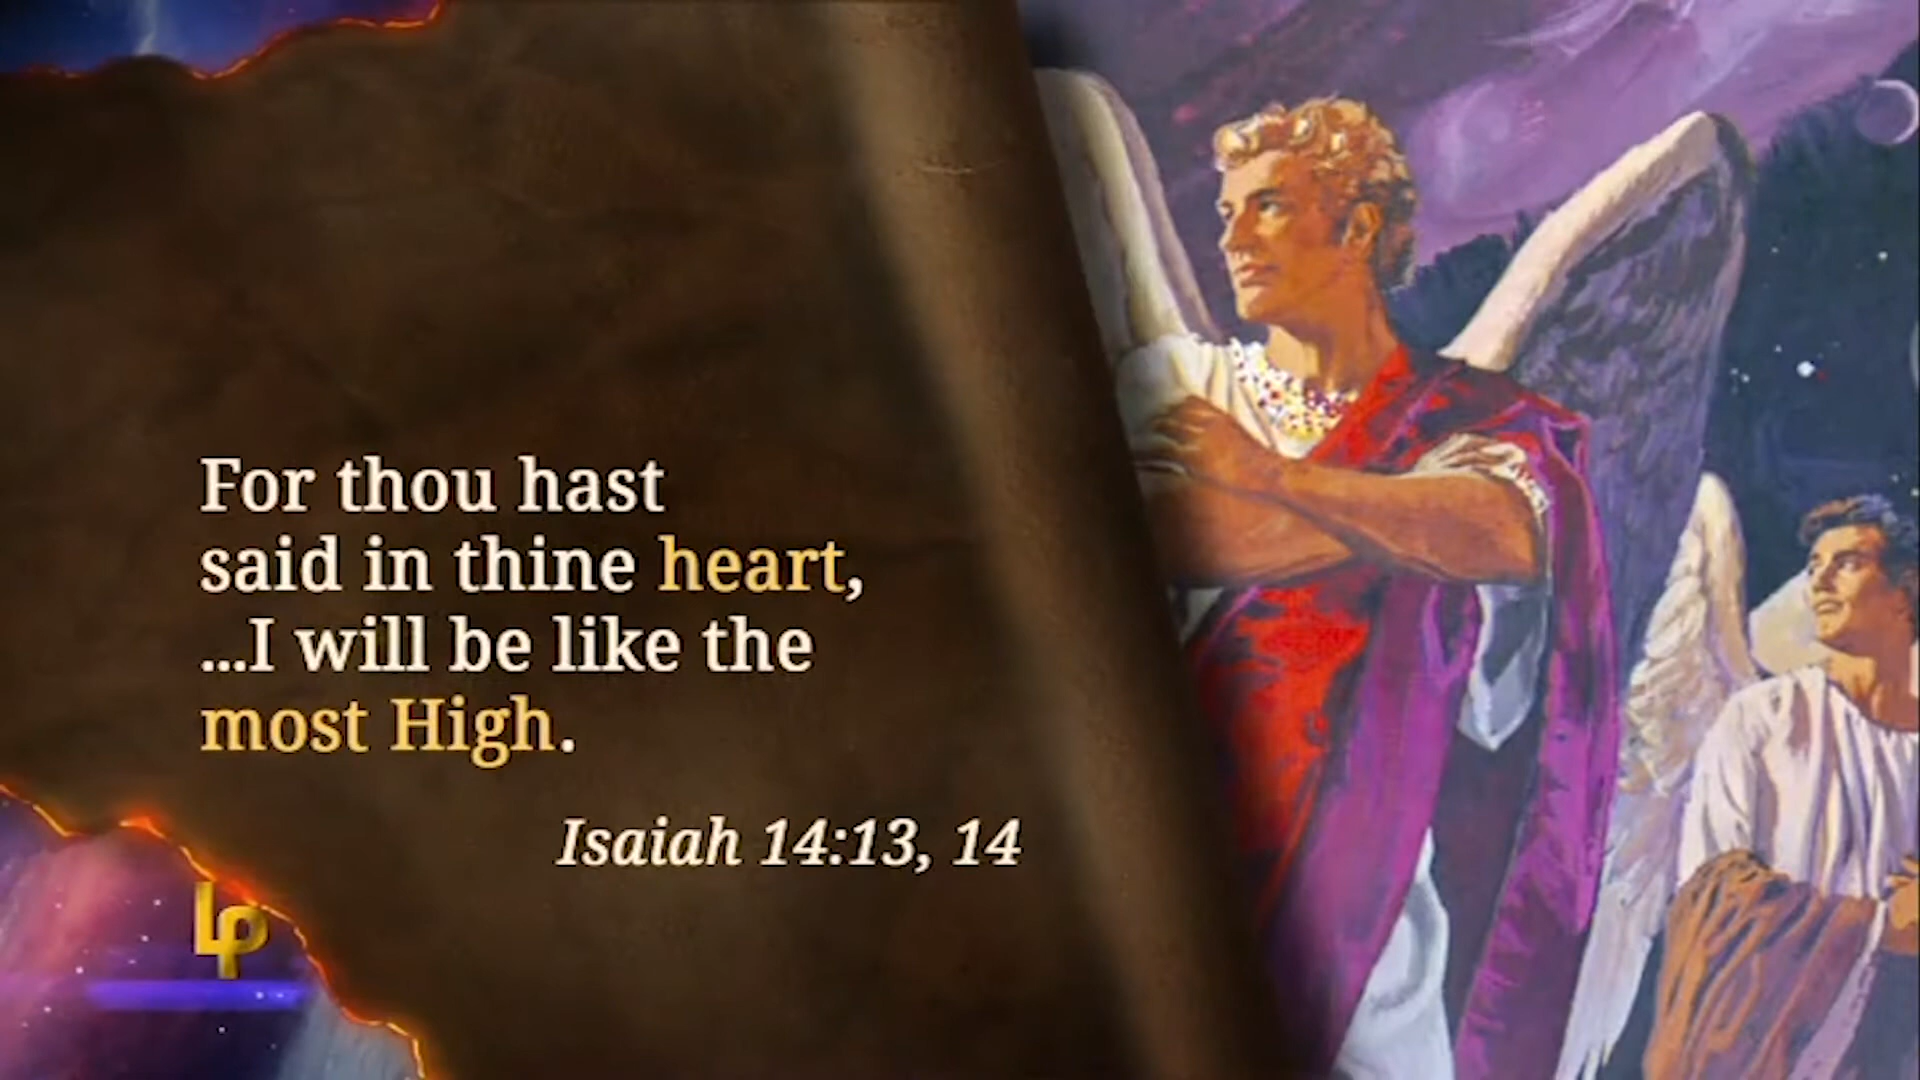 For thou hast
said in thine heart,
...I will be like the
most High.
Isaiah 14:13, 14
LP